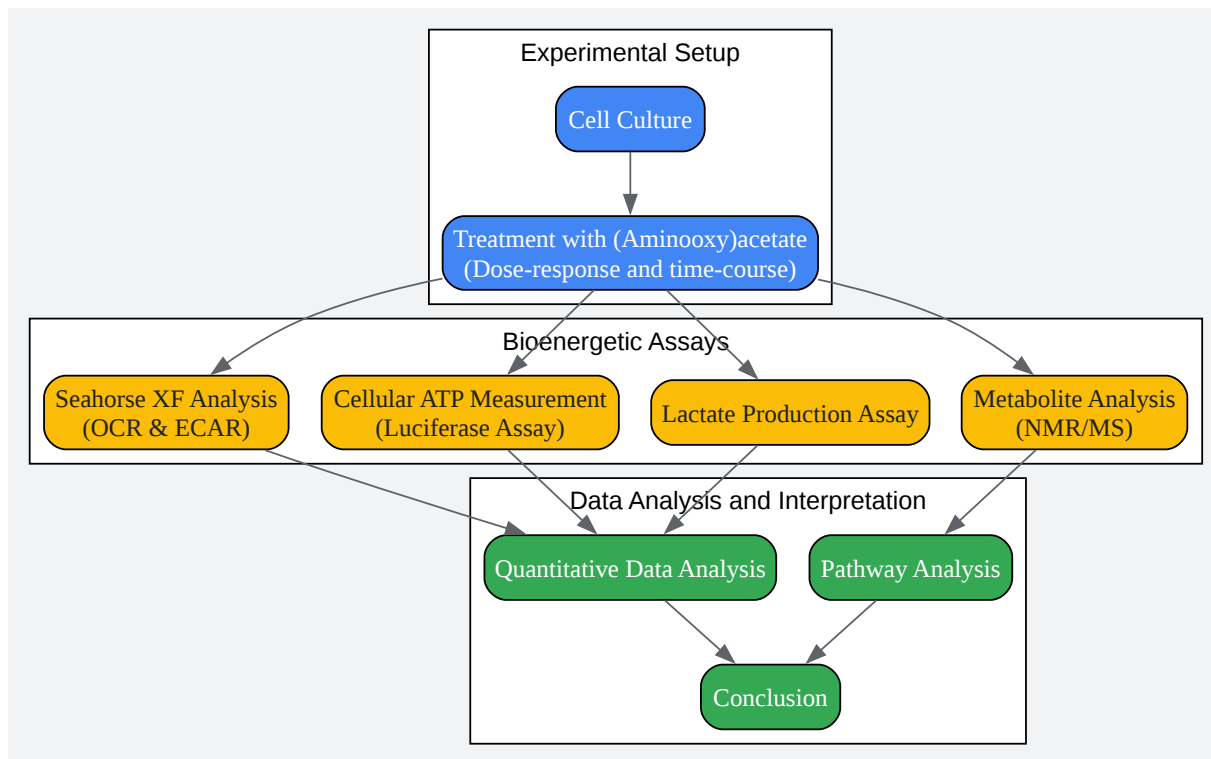 Experimental Setup
Cell Culture
Treatment with (Aminooxy)acetate
(Dose-response and time-course)
Bioenergetic Assays
Seahorse XF Analysis
(OCR & ECAR)
Cellular ATP Measurement
(Luciferase Assay)
Lactate Production Assay
Metabolite Analysis
(NMR/MS)
Data Analysis and Interpretation
Quantitative Data Analysis
Pathway Analysis
Conclusion